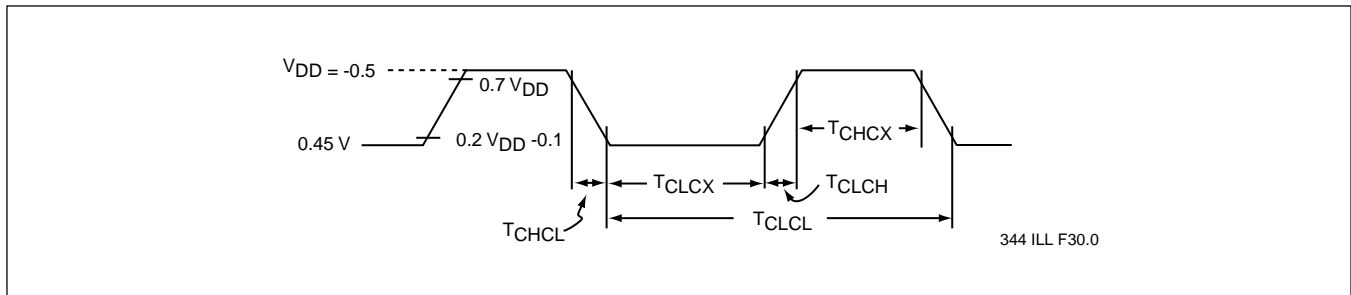 VDD = -0.5
0.7 VDD
0.45 V
0.2 VDD -0.1
TCHCX
TCLCX
TCLCH
TCHCL
TCLCL
344 ILL F30.0